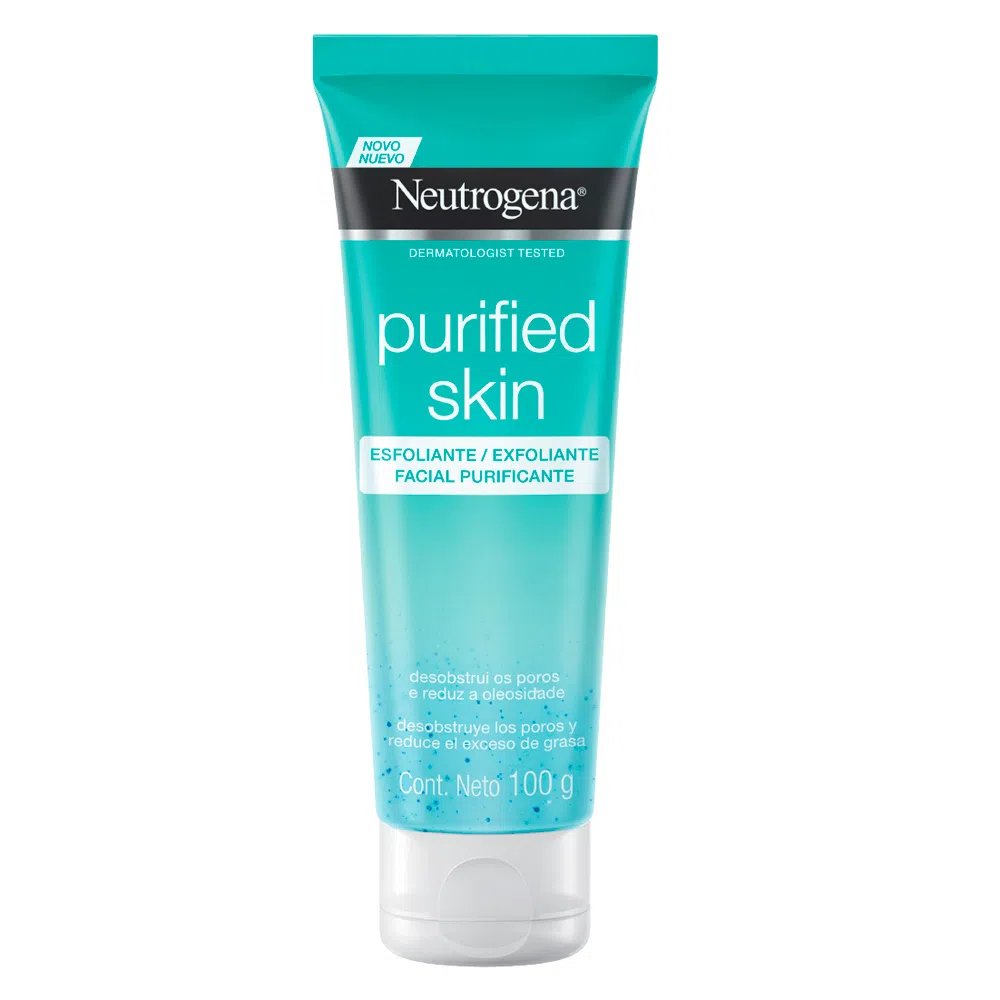 NOVO
NUEVO
Neutrogena®
DERMATOLOGIST TESTED
purified
skin
ESFOLIANTE / EXFOLIANTE
FACIAL PURIFICANTE
desobstrui os poros
e reduz a oleosidade
desobstruye los poros y
reduce el exceso de grasa
Cont. Neto 100 g